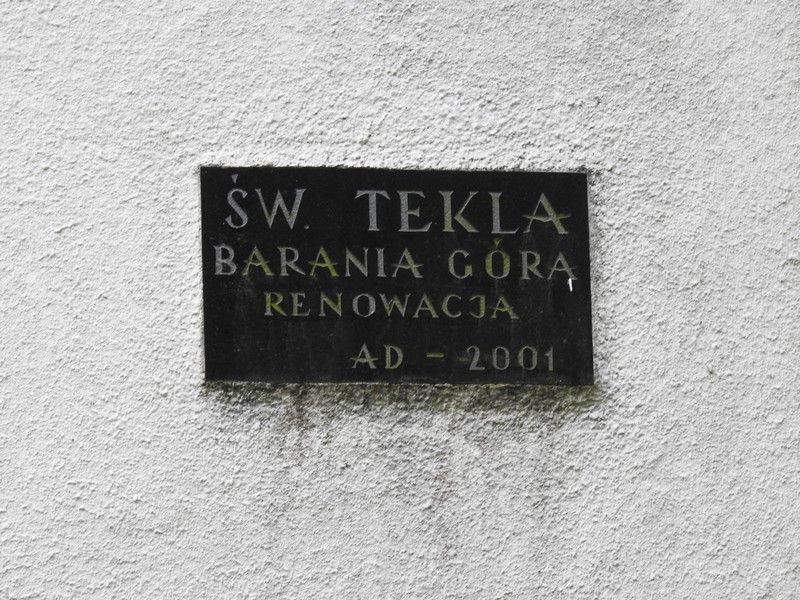 ŚW. TEKLA
BARANIA GÓRA
RENOWACJA
AD - 2001